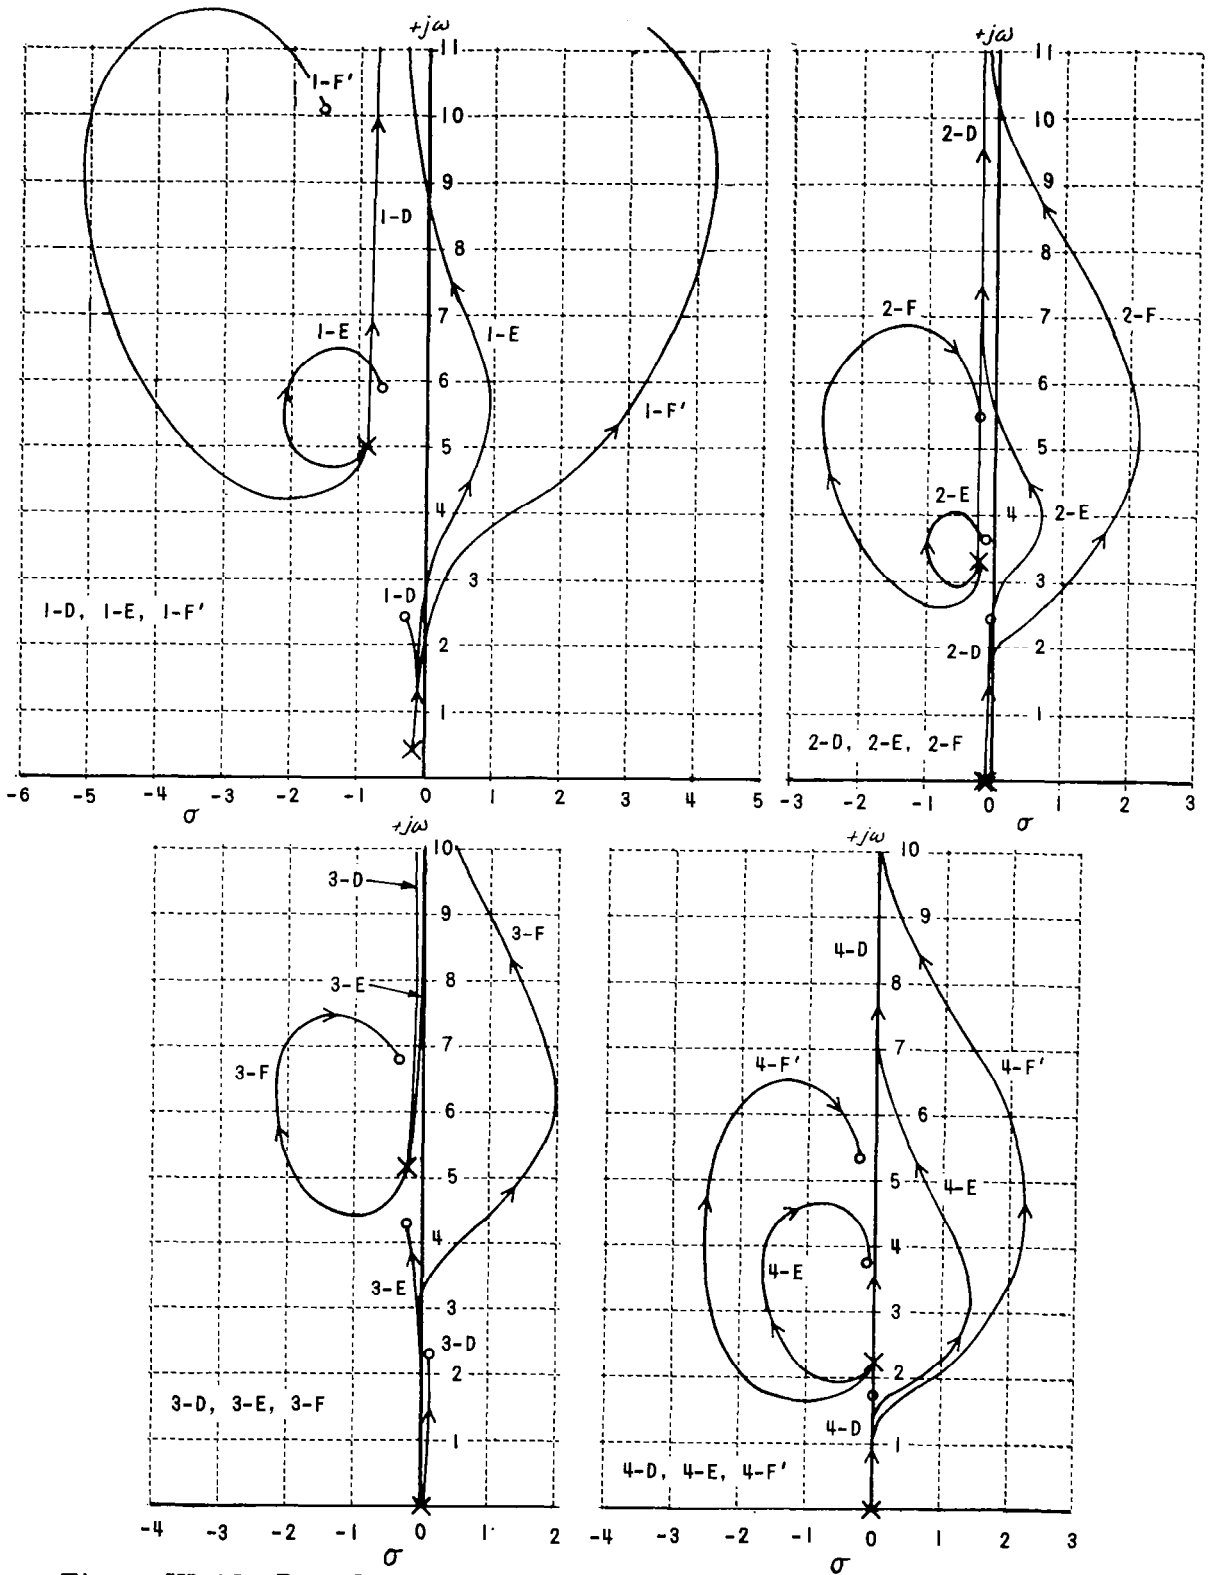 +jω
11
10
9
8
7
6
5
4
3
2
1
1-F'
1-D
1-E
1-E
1-F'
1-D
1-D, 1-E, 1-F'
-6 -5 -4 -3 -2 -1 0 1 2 3 4 5
σ
+jω
11
10
9
8
7
6
5
4
3
2
1
2-D
2-F
2-F
2-E
2-E
2-D
2-D, 2-E, 2-F
-3 -2 -1 0 1 2 3
σ
+jω
10
9
8
7
6
5
4
3
2
1
3-D
3-F
3-E
3-F
3-E
3-D
3-D, 3-E, 3-F
-4 -3 -2 -1 0 1 2
σ
+jω
10
9
8
7
6
5
4
3
2
1
4-D
4-F'
4-F'
4-E
4-E
4-D
4-D, 4-E, 4-F'
-4 -3 -2 -1 0 1 2 3
σ